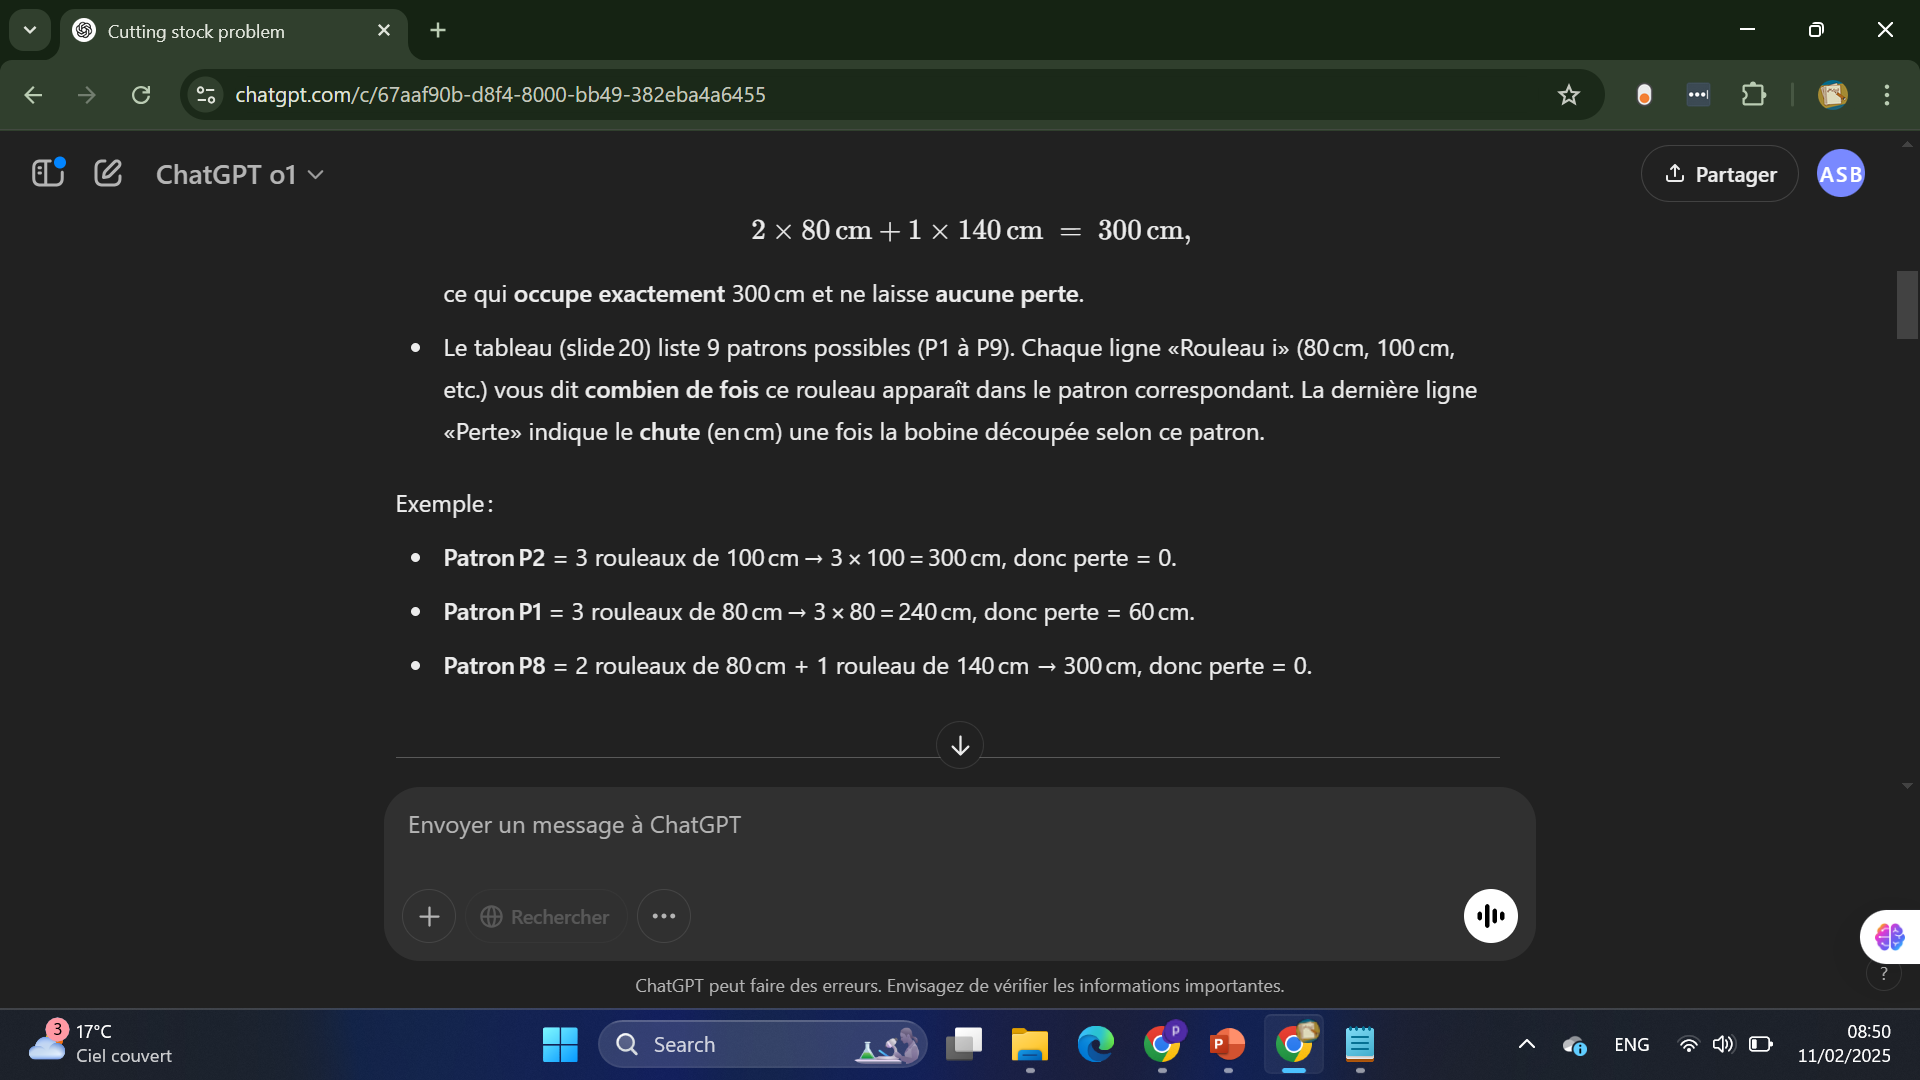 Cutting stock problem
chatgpt.com/c/67aaf90b-d8f4-8000-bb49-382eba4a6455
ChatGPT o1
Partager
ASB
2 × 80 cm + 1 × 140 cm = 300 cm,
ce qui occupe exactement 300 cm et ne laisse aucune perte.
• Le tableau (slide 20) liste 9 patrons possibles (P1 à P9). Chaque ligne «Rouleau i» (80 cm, 100 cm,
etc.) vous dit combien de fois ce rouleau apparaît dans le patron correspondant. La dernière ligne
«Perte» indique le chute (en cm) une fois la bobine découpée selon ce patron.
Exemple :
• Patron P2 = 3 rouleaux de 100 cm → 3 × 100 = 300 cm, donc perte = 0.
• Patron P1 = 3 rouleaux de 80 cm → 3 × 80 = 240 cm, donc perte = 60 cm.
• Patron P8 = 2 rouleaux de 80 cm + 1 rouleau de 140 cm → 300 cm, donc perte = 0.
Envoyer un message à ChatGPT
Rechercher
?
ChatGPT peut faire des erreurs. Envisagez de vérifier les informations importantes.
3
17°C
Ciel couvert
Search
P
P
ENG
08:50
11/02/2025